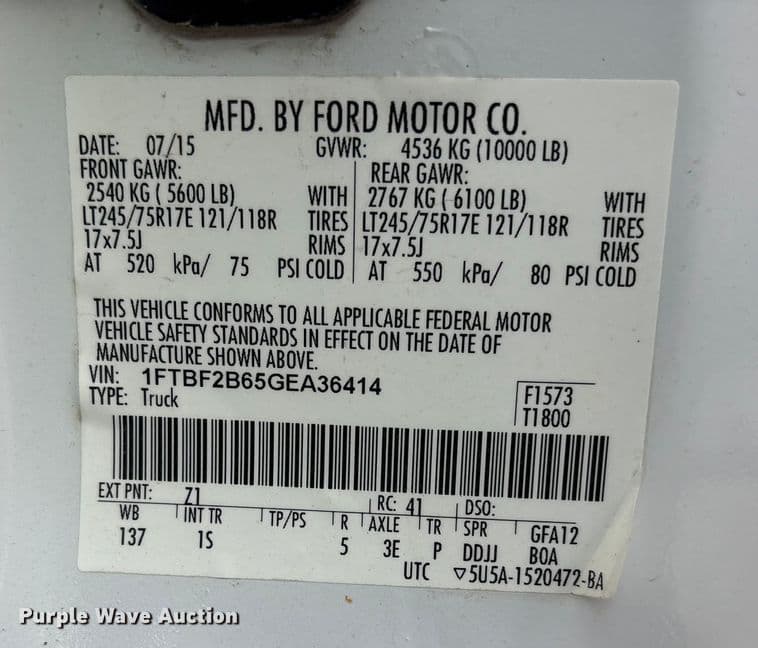 MFD. BY FORD MOTOR CO.
DATE: 07/15 GVWR: 4536 KG (10000 LB)
FRONT GAWR: REAR GAWR:
2540 KG ( 5600 LB) WITH 2767 KG ( 6100 LB) WITH
LT245/75R17E 121/118R TIRES LT245/75R17E 121/118R TIRES
17x7.5J RIMS 17x7.5J RIMS
AT 520 kPa/ 75 PSI COLD AT 550 kPa/ 80 PSI COLD
THIS VEHICLE CONFORMS TO ALL APPLICABLE FEDERAL MOTOR
VEHICLE SAFETY STANDARDS IN EFFECT ON THE DATE OF
MANUFACTURE SHOWN ABOVE.
VIN: 1FTBF2B65GEA36414
TYPE: Truck
F1573
T1800
EXT PNT: Z1 RC: 41 DSO:
WB INT TR TP/PS R AXLE TR SPR GFA12
137 1S 5 3E P DDJJ BOA
UTC ▽5U5A-1520472-BA
Purple Wave Auction